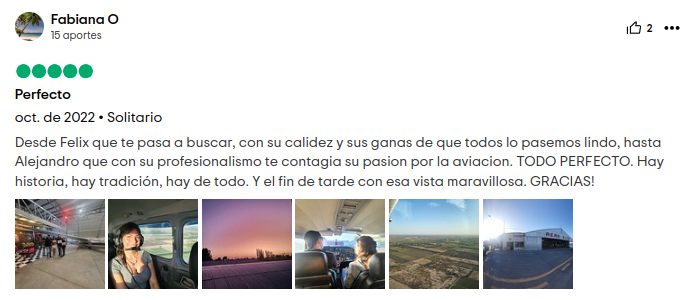 Fabiana O
15 aportes
2
Perfecto
oct. de 2022 • Solitario
Desde Felix que te pasa a buscar, con su calidez y sus ganas de que todos lo pasemos lindo, hasta
Alejandro que con su profesionalismo te contagia su pasion por la aviacion. TODO PERFECTO. Hay
historia, hay tradición, hay de todo. Y el fin de tarde con esa vista maravillosa. GRACIAS!